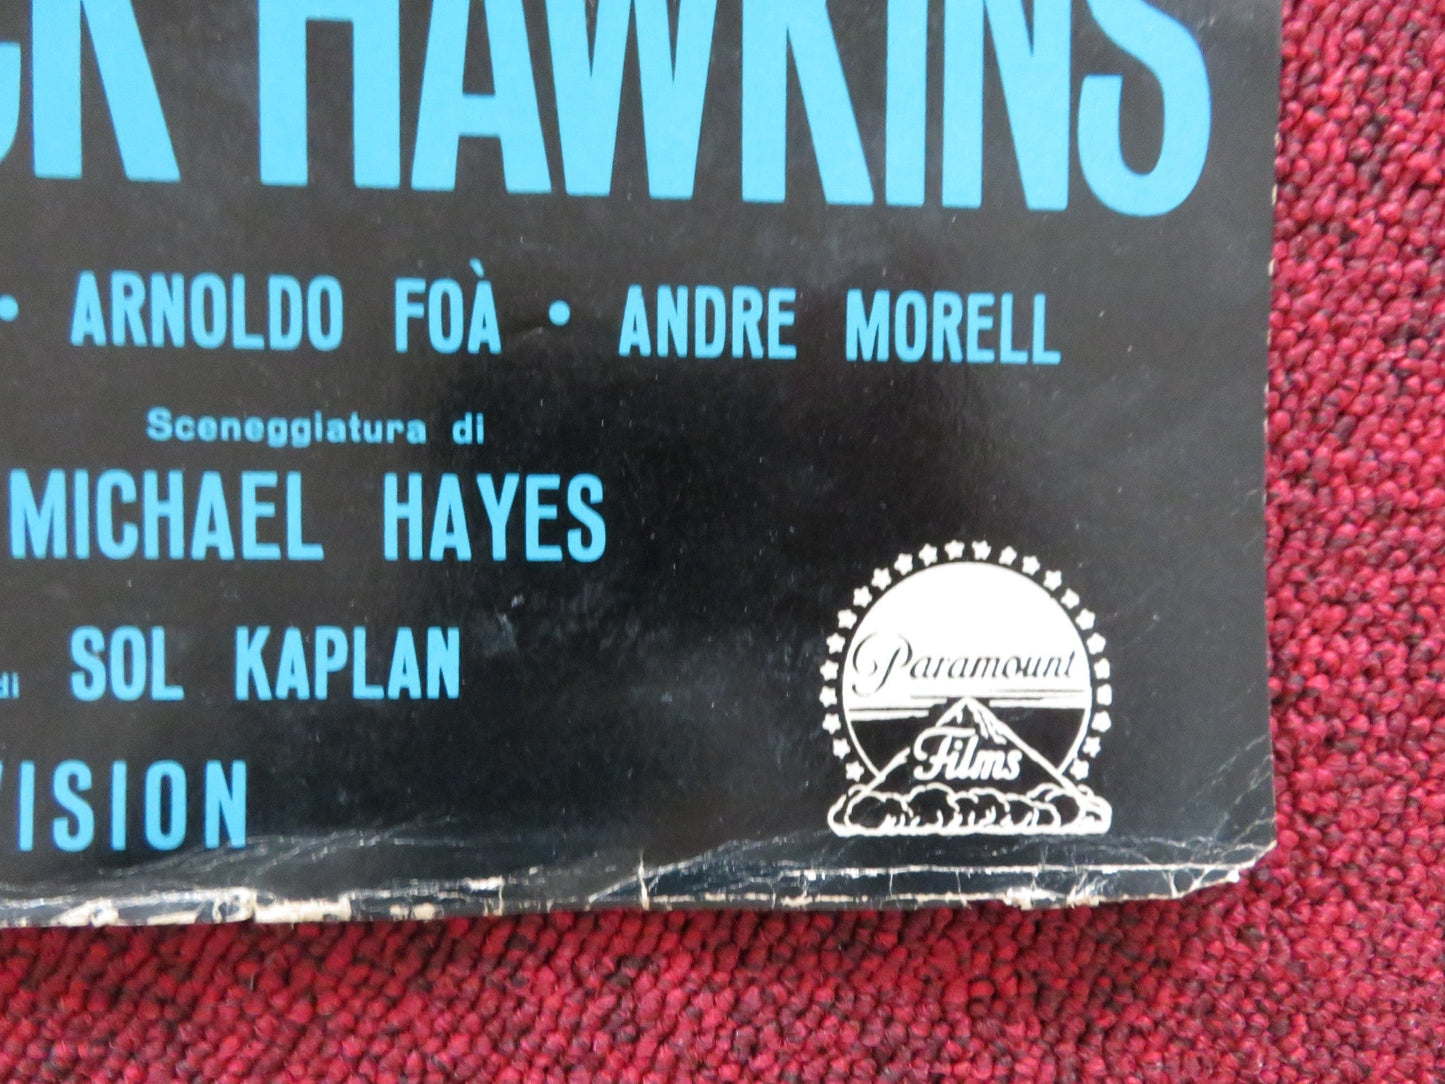 CK HAWKINS
• ARNOLDO FOÀ • ANDRE MORELL
Sceneggiatura di
MICHAEL HAYES
di SOL KAPLAN
VISION
Paramount
Films